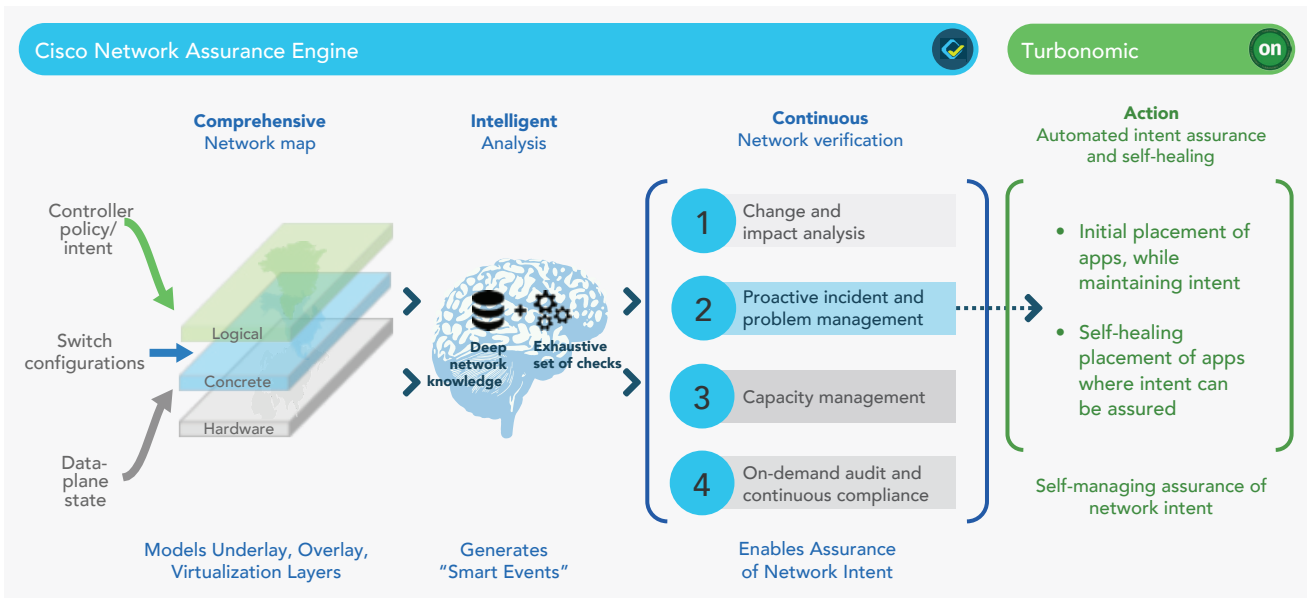 Cisco Network Assurance Engine
Turbonomic
on
Comprehensive
Network map
Intelligent
Analysis
Continuous
Network verification
Action
Automated intent assurance
and self-healing
Controller
policy/
intent
Switch
configurations
Data-
plane
state
Logical
Concrete
Hardware
Deep
network
knowledge
+
Exhaustive
set of checks
1
Change and
impact analysis
2
Proactive incident and
problem management
3
Capacity management
4
On-demand audit and
continuous compliance
• Initial placement of
apps, while
maintaining intent
• Self-healing
placement of apps
where intent can
be assured
Self-managing assurance of
network intent
Models Underlay, Overlay,
Virtualization Layers
Generates
“Smart Events”
Enables Assurance
of Network Intent